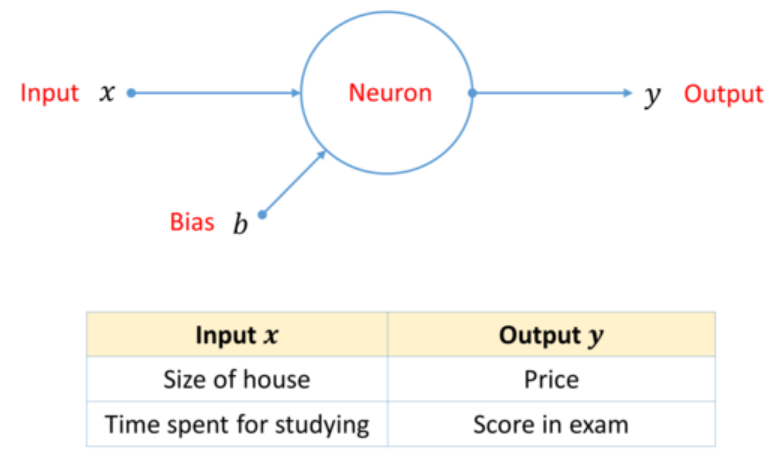 Input x Neuron y Output
Bias b
Input x Output y
Size of house Price
Time spent for studying Score in exam